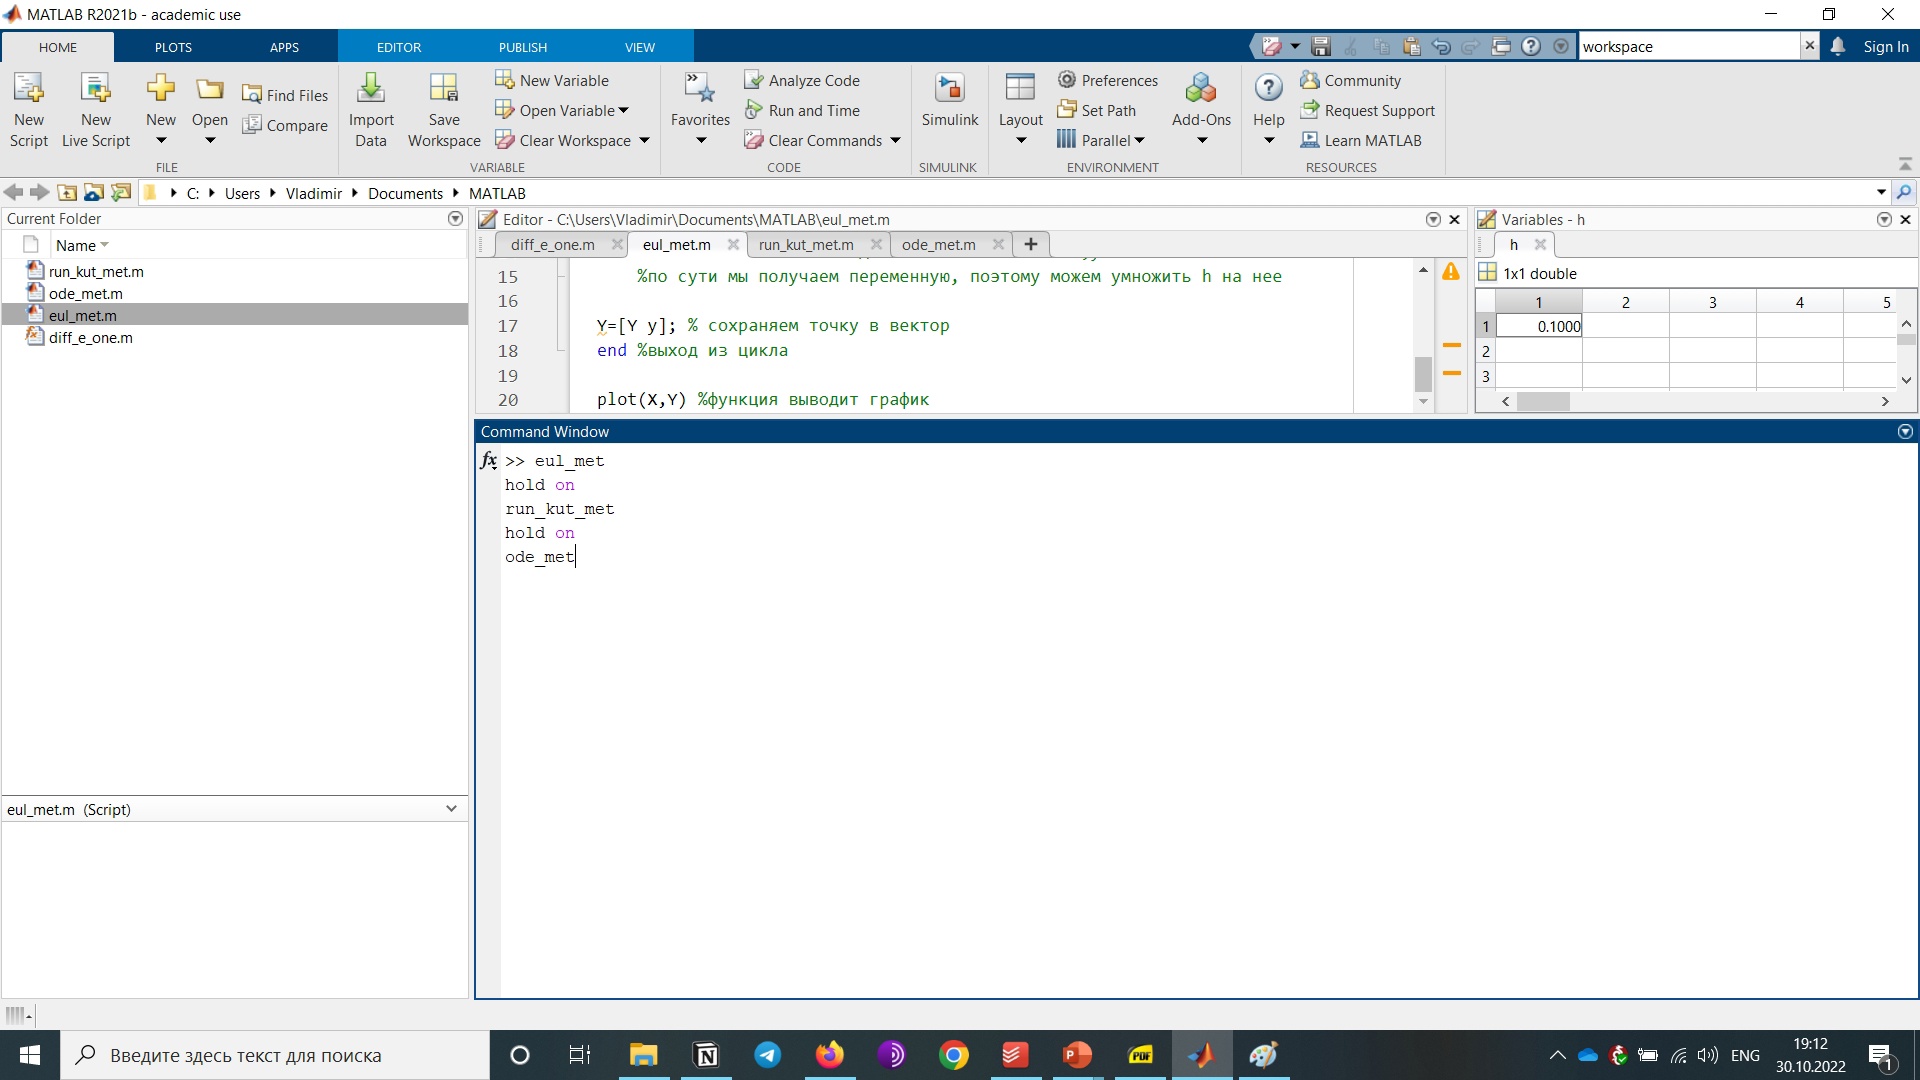 MATLAB R2021b - academic use
HOME PLOTS APPS EDITOR PUBLISH VIEW workspace Sign In
New Script
New Live Script
New
Open
Find Files
Compare
FILE
Import Data
Save Workspace
New Variable
Open Variable
Clear Workspace
VARIABLE
Favorites
Analyze Code
Run and Time
Clear Commands
CODE
Simulink
SIMULINK
Layout
Preferences
Set Path
Parallel
Add-Ons
ENVIRONMENT
Help
Community
Request Support
Learn MATLAB
RESOURCES
C: Users Vladimir Documents MATLAB
Current Folder
Name
run_kut_met.m
ode_met.m
eul_met.m
diff_e_one.m
eul_met.m (Script)
Editor - C:\Users\Vladimir\Documents\MATLAB\eul_met.m
diff_e_one.m eul_met.m run_kut_met.m ode_met.m
15 %по сути мы получаем переменную, поэтому можем умножить h на нее
16
17 Y=[Y y]; % сохраняем точку в вектор
18 end %выход из цикла
19
20 plot(X,Y) %функция выводит график
Variables - h
h
1x1 double
1 2 3 4 5
1 0.1000
2
3
Command Window
fx >> eul_met
hold on
run_kut_met
hold on
ode_met
Введите здесь текст для поиска
PDF
ENG
19:12
30.10.2022
1